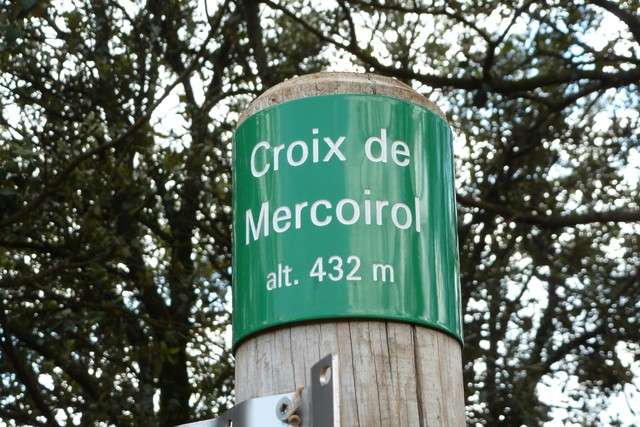 Croix de
Mercoirol
alt. 432 m